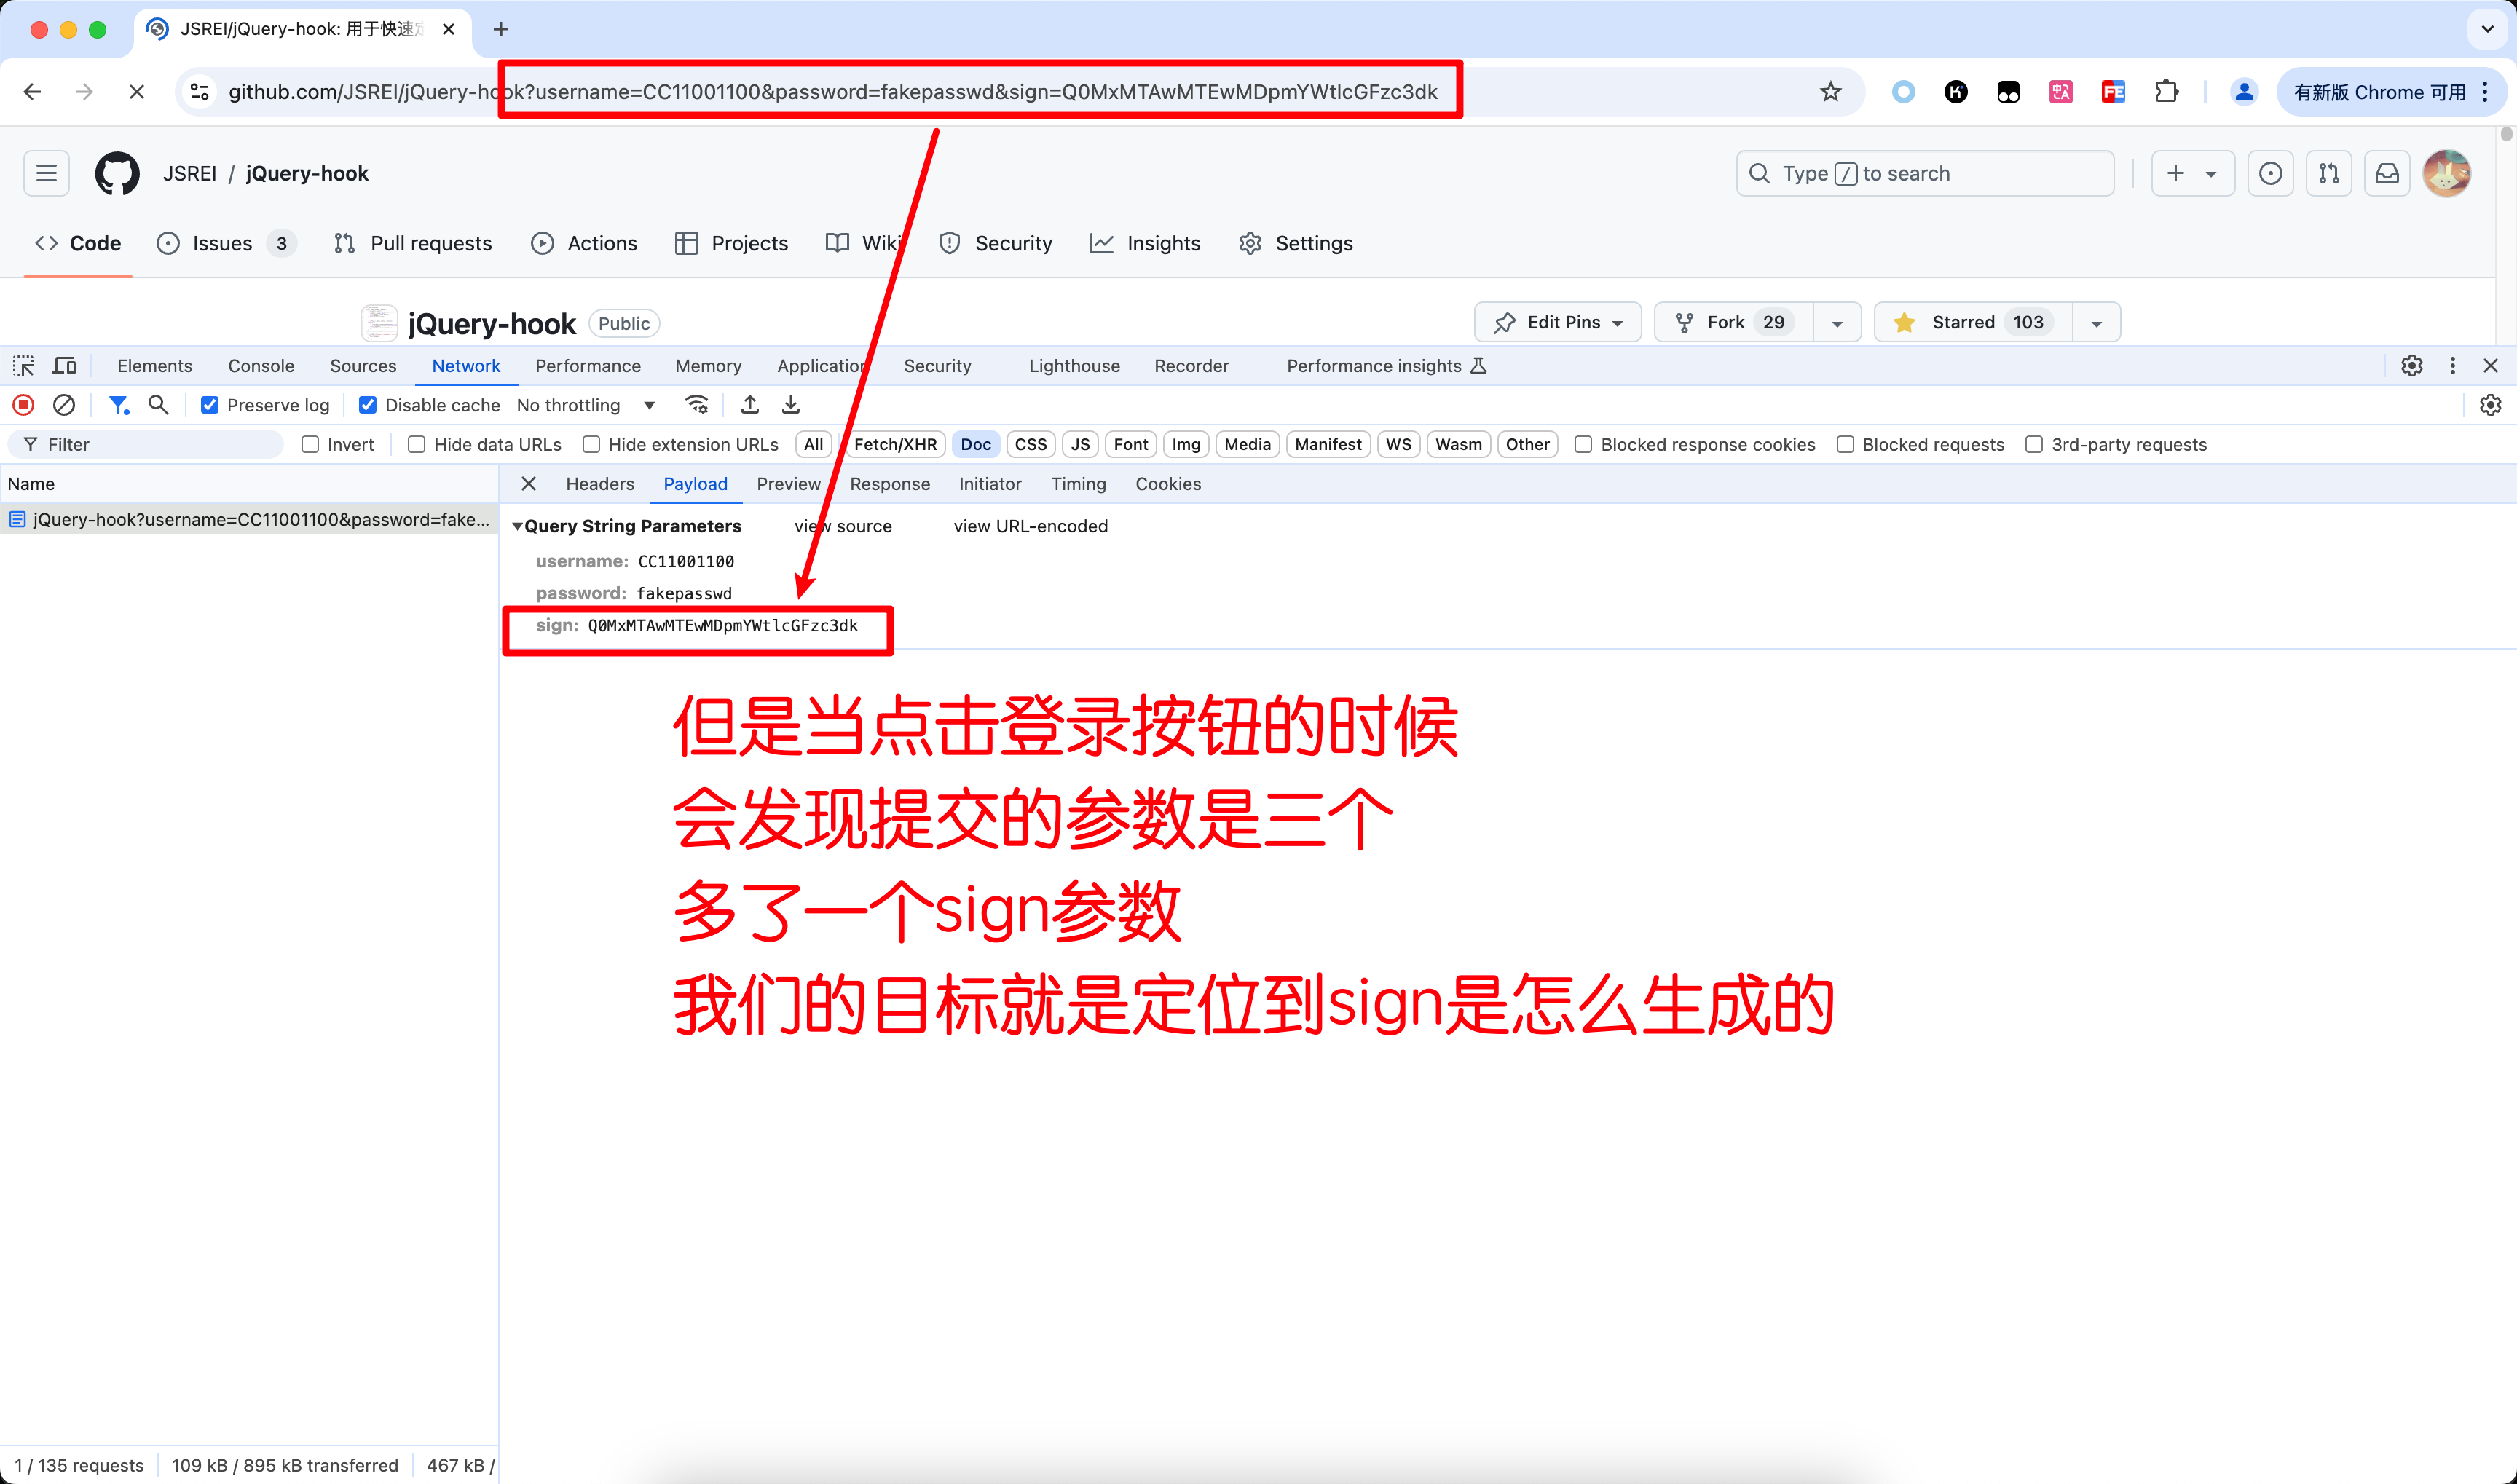 JSREI/jQuery-hook: 用于快速定
github.com/JSREI/jQuery-hook?username=CC11001100&password=fakepasswd&sign=Q0MxMTAwMTEwMDpmYWtlcGFzc3dk
有新版 Chrome 可用
JSREI / jQuery-hook
Type / to search
Code Issues 3 Pull requests Actions Projects Wiki Security Insights Settings
jQuery-hook Public
Edit Pins Fork 29 Starred 103
Elements Console Sources Network Performance Memory Application Security Lighthouse Recorder Performance insights
Preserve log Disable cache No throttling
Filter Invert Hide data URLs Hide extension URLs All Fetch/XHR Doc CSS JS Font Img Media Manifest WS Wasm Other Blocked response cookies Blocked requests 3rd-party requests
Name
Headers Payload Preview Response Initiator Timing Cookies
jQuery-hook?username=CC11001100&password=fake...
Query String Parameters view source view URL-encoded
username: CC11001100
password: fakepasswd
sign: Q0MxMTAwMTEwMDpmYWtlcGFzc3dk
但是当点击登录按钮的时候
会发现提交的参数是三个
多了一个sign参数
我们的目标就是定位到sign是怎么生成的
1 / 135 requests 109 kB / 895 kB transferred 467 kB /